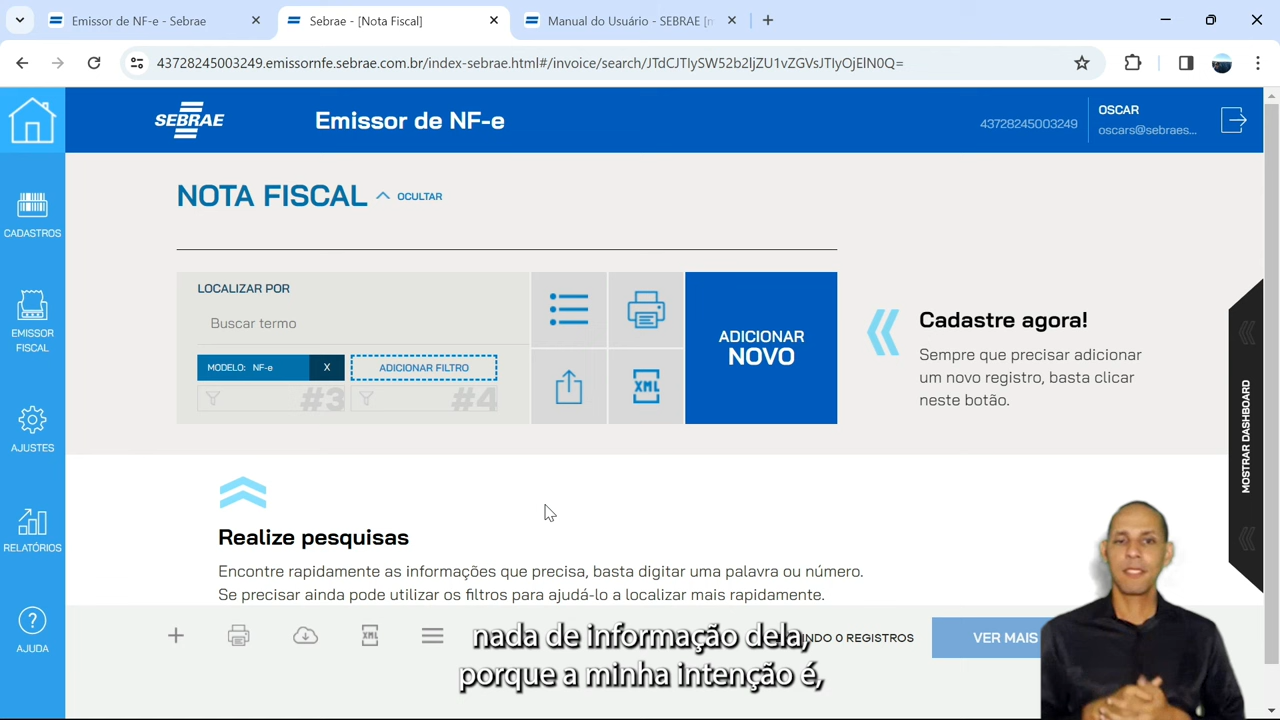 Emissor de NF-e - Sebrae
Sebrae - [Nota Fiscal]
Manual do Usuário - SEBRAE [m
43728245003249.emissornfe.sebrae.com.br/index-sebrae.html#/invoice/search/JTdCJTIySW52b2ljZU1vZGVsJTIyOjElN0Q=
SEBRAE
Emissor de NF-e
43728245003249
OSCAR
oscars@sebraes...
CADASTROS
EMISSOR
FISCAL
AJUSTES
RELATÓRIOS
AJUDA
NOTA FISCAL
OCULTAR
LOCALIZAR POR
Buscar termo
MODELO: NF-e X
ADICIONAR FILTRO
#3
#4
XML
ADICIONAR
NOVO
Cadastre agora!
Sempre que precisar adicionar
um novo registro, basta clicar
neste botão.
MOSTRAR DASHBOARD
Realize pesquisas
Encontre rapidamente as informações que precisa, basta digitar uma palavra ou número.
Se precisar ainda pode utilizar os filtros para ajudá-lo a localizar mais rapidamente.
XML
NDO 0 REGISTROS
VER MAIS
nada de informação dela,
porque a minha intenção é,